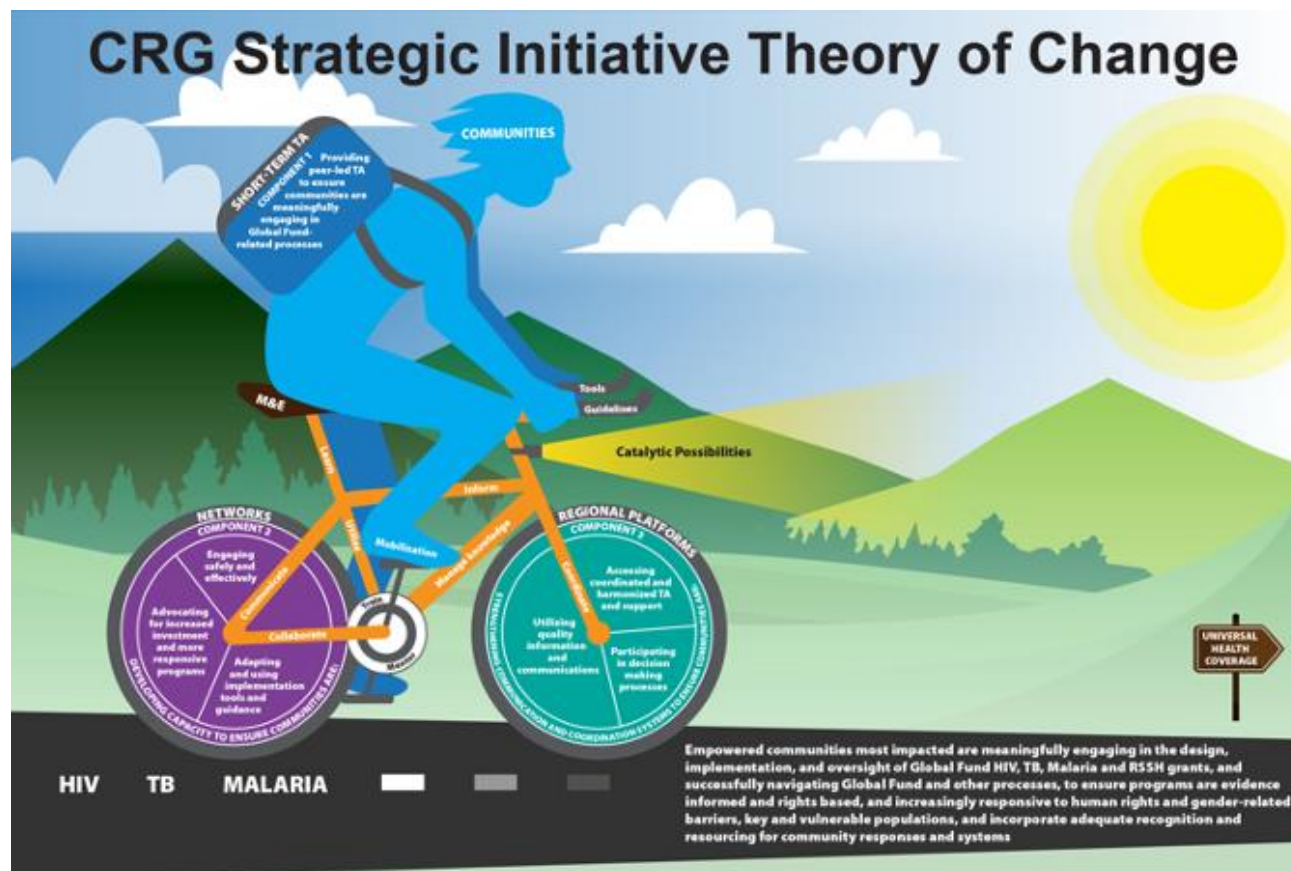 CRG Strategic Initiative Theory of Change
COMMUNITIES
SHORT-TERM TA
COMPONENT 1
Providing
peer-led TA
to ensure
communities are
meaningfully
engaging in
Global Fund-
related processes
M&E
Tools
Guidelines
Catalytic Possibilities
Learn
Inform
Utilize
Mobilization
Manage knowledge
Communicate
Coordinate
Collaborate
Train
Mentor
NETWORKS
COMPONENT 2
Engaging
safely and
effectively
Advocating
for increased
investment
and more
responsive
programs
Adapting
and using
implementation
tools and
guidance
DEVELOPING CAPACITY TO ENSURE COMMUNITIES ARE:
REGIONAL PLATFORMS
COMPONENT 3
Accessing
coordinated and
harmonized TA
and support
Utilizing
quality
information
and
communications
Participating
in decision
making
processes
STRENGTHENING COMMUNICATION AND COORDINATION SYSTEMS TO ENSURE COMMUNITIES ARE:
UNIVERSAL
HEALTH
COVERAGE
HIV TB MALARIA
Empowered communities most impacted are meaningfully engaging in the design,
implementation, and oversight of Global Fund HIV, TB, Malaria and RSSH grants, and
successfully navigating Global Fund and other processes, to ensure programs are evidence
informed and rights based, and increasingly responsive to human rights and gender-related
barriers, key and vulnerable populations, and incorporate adequate recognition and
resourcing for community responses and systems